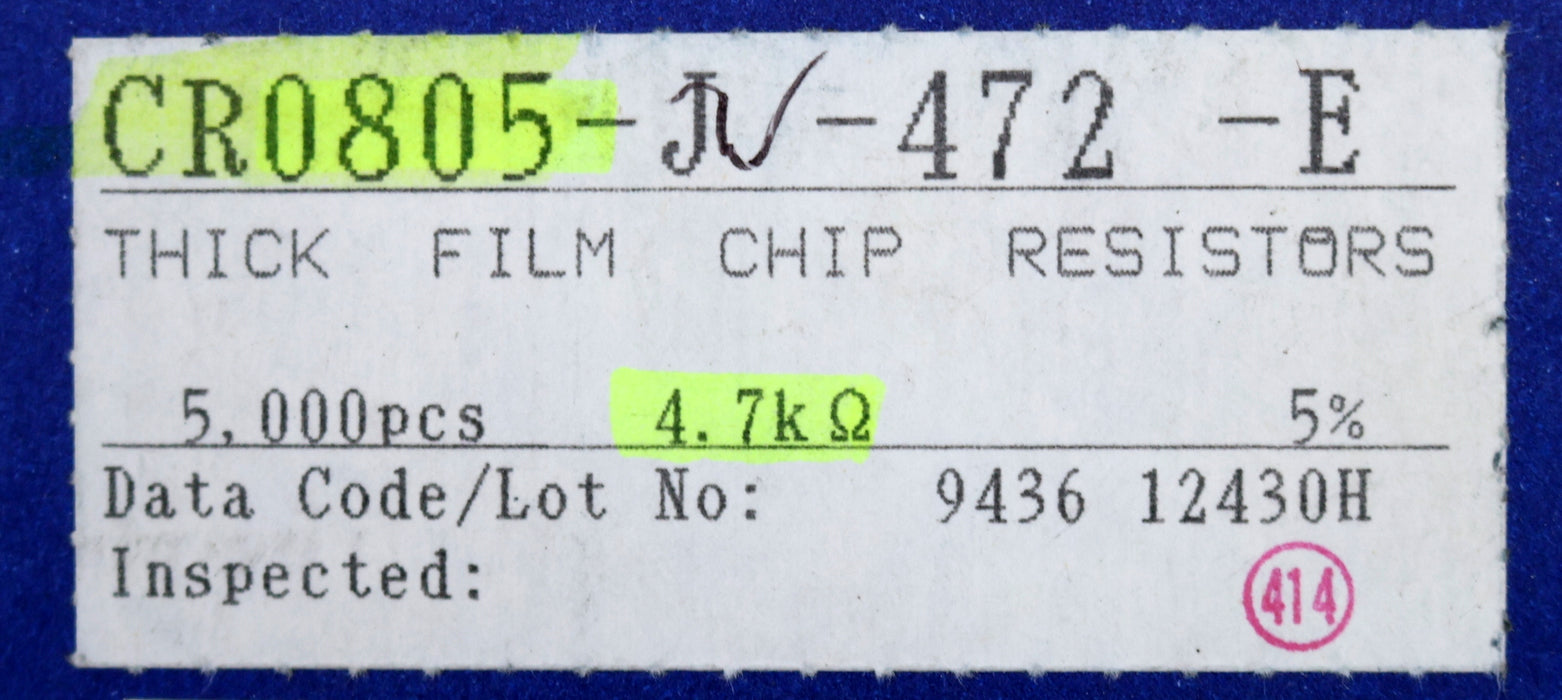 CR0805-JW-472 -E
THICK FILM CHIP RESISTORS
5,000pcs 4.7kΩ 5%
Data Code/Lot No: 9436 12430H
Inspected:
414